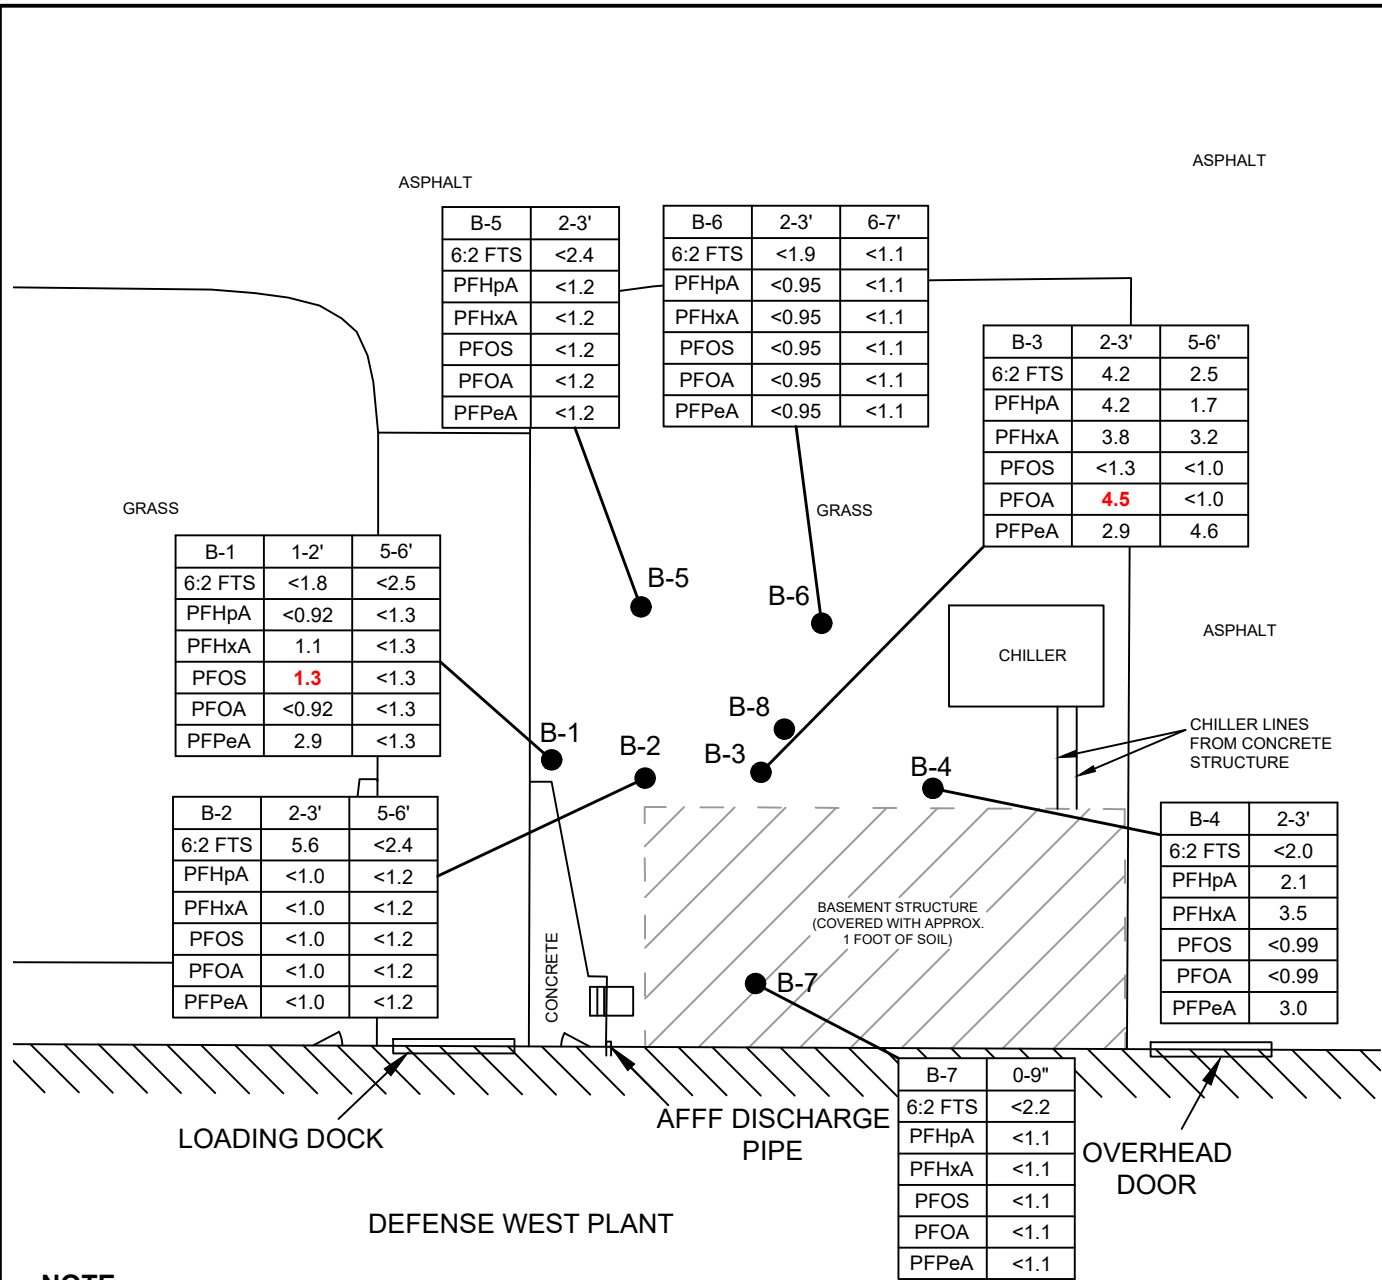 ASPHALT
ASPHALT
B-5 2-3'
6:2 FTS <2.4
PFHpA <1.2
PFHxA <1.2
PFOS <1.2
PFOA <1.2
PFPeA <1.2
B-6 2-3' 6-7'
6:2 FTS <1.9 <1.1
PFHpA <0.95 <1.1
PFHxA <0.95 <1.1
PFOS <0.95 <1.1
PFOA <0.95 <1.1
PFPeA <0.95 <1.1
B-3 2-3' 5-6'
6:2 FTS 4.2 2.5
PFHpA 4.2 1.7
PFHxA 3.8 3.2
PFOS <1.3 <1.0
PFOA 4.5 <1.0
PFPeA 2.9 4.6
GRASS
GRASS
B-1 1-2' 5-6'
6:2 FTS <1.8 <2.5
PFHpA <0.92 <1.3
PFHxA 1.1 <1.3
PFOS 1.3 <1.3
PFOA <0.92 <1.3
PFPeA 2.9 <1.3
B-5
B-6
ASPHALT
CHILLER
B-8
B-1
B-2
B-3
B-4
CHILLER LINES
FROM CONCRETE
STRUCTURE
B-2 2-3' 5-6'
6:2 FTS 5.6 <2.4
PFHpA <1.0 <1.2
PFHxA <1.0 <1.2
PFOS <1.0 <1.2
PFOA <1.0 <1.2
PFPeA <1.0 <1.2
B-4 2-3'
6:2 FTS <2.0
PFHpA 2.1
PFHxA 3.5
PFOS <0.99
PFOA <0.99
PFPeA 3.0
BASEMENT STRUCTURE
(COVERED WITH APPROX.
1 FOOT OF SOIL)
CONCRETE
B-7
B-7 0-9"
6:2 FTS <2.2
PFHpA <1.1
PFHxA <1.1
PFOS <1.1
PFOA <1.1
PFPeA <1.1
LOADING DOCK
AFFF DISCHARGE
PIPE
OVERHEAD
DOOR
DEFENSE WEST PLANT
NOTE